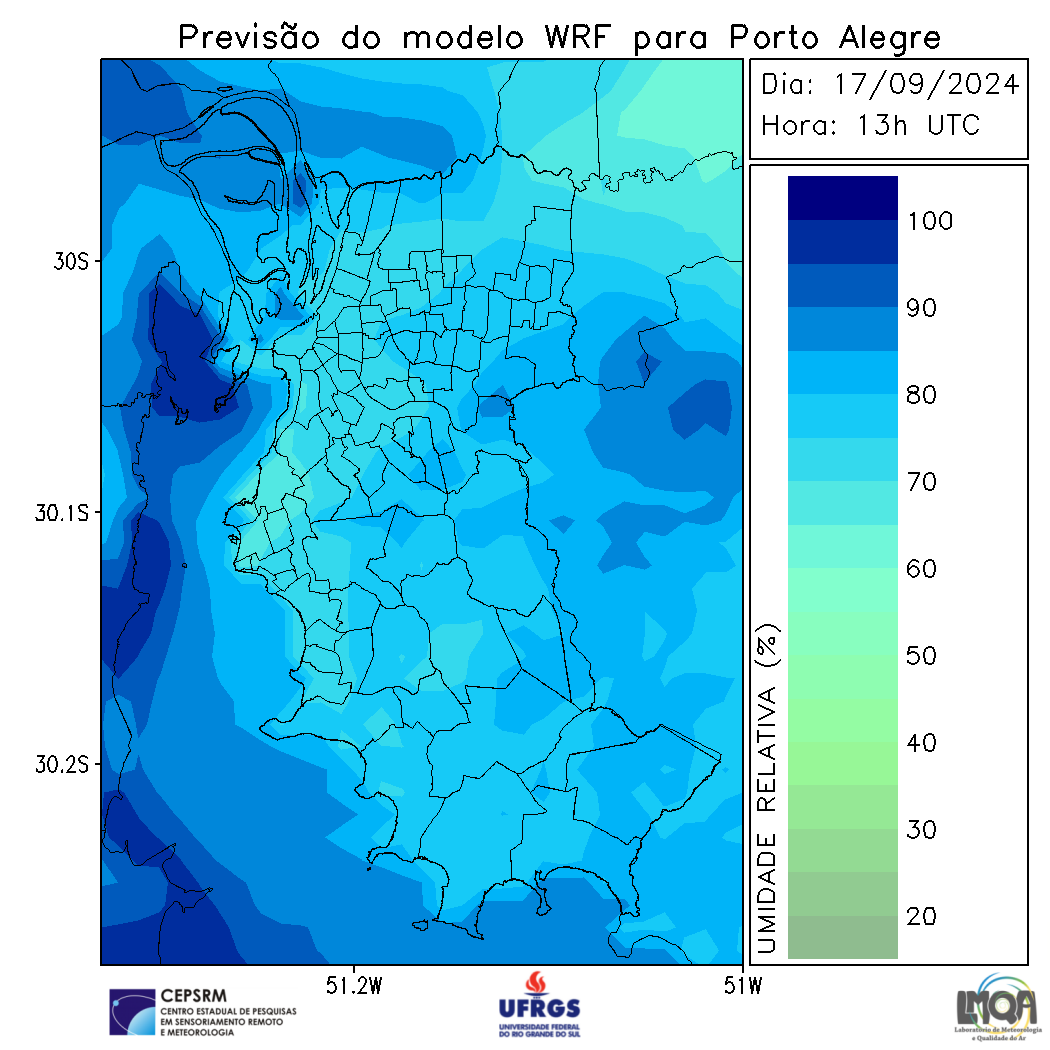 Previsão do modelo WRF para Porto Alegre
Dia: 17/09/2024
Hora: 13h UTC
30S
30.1S
30.2S
51.2W
51W
UMIDADE RELATIVA (%)
100
90
80
70
60
50
40
30
20
CEPSRM
CENTRO ESTADUAL DE PESQUISAS
EM SENSORIAMENTO REMOTO
E METEOROLOGIA
UFRGS
UNIVERSIDADE FEDERAL
DO RIO GRANDE DO SUL
LMQA
Laboratório de Meteorologia
e Qualidade do Ar